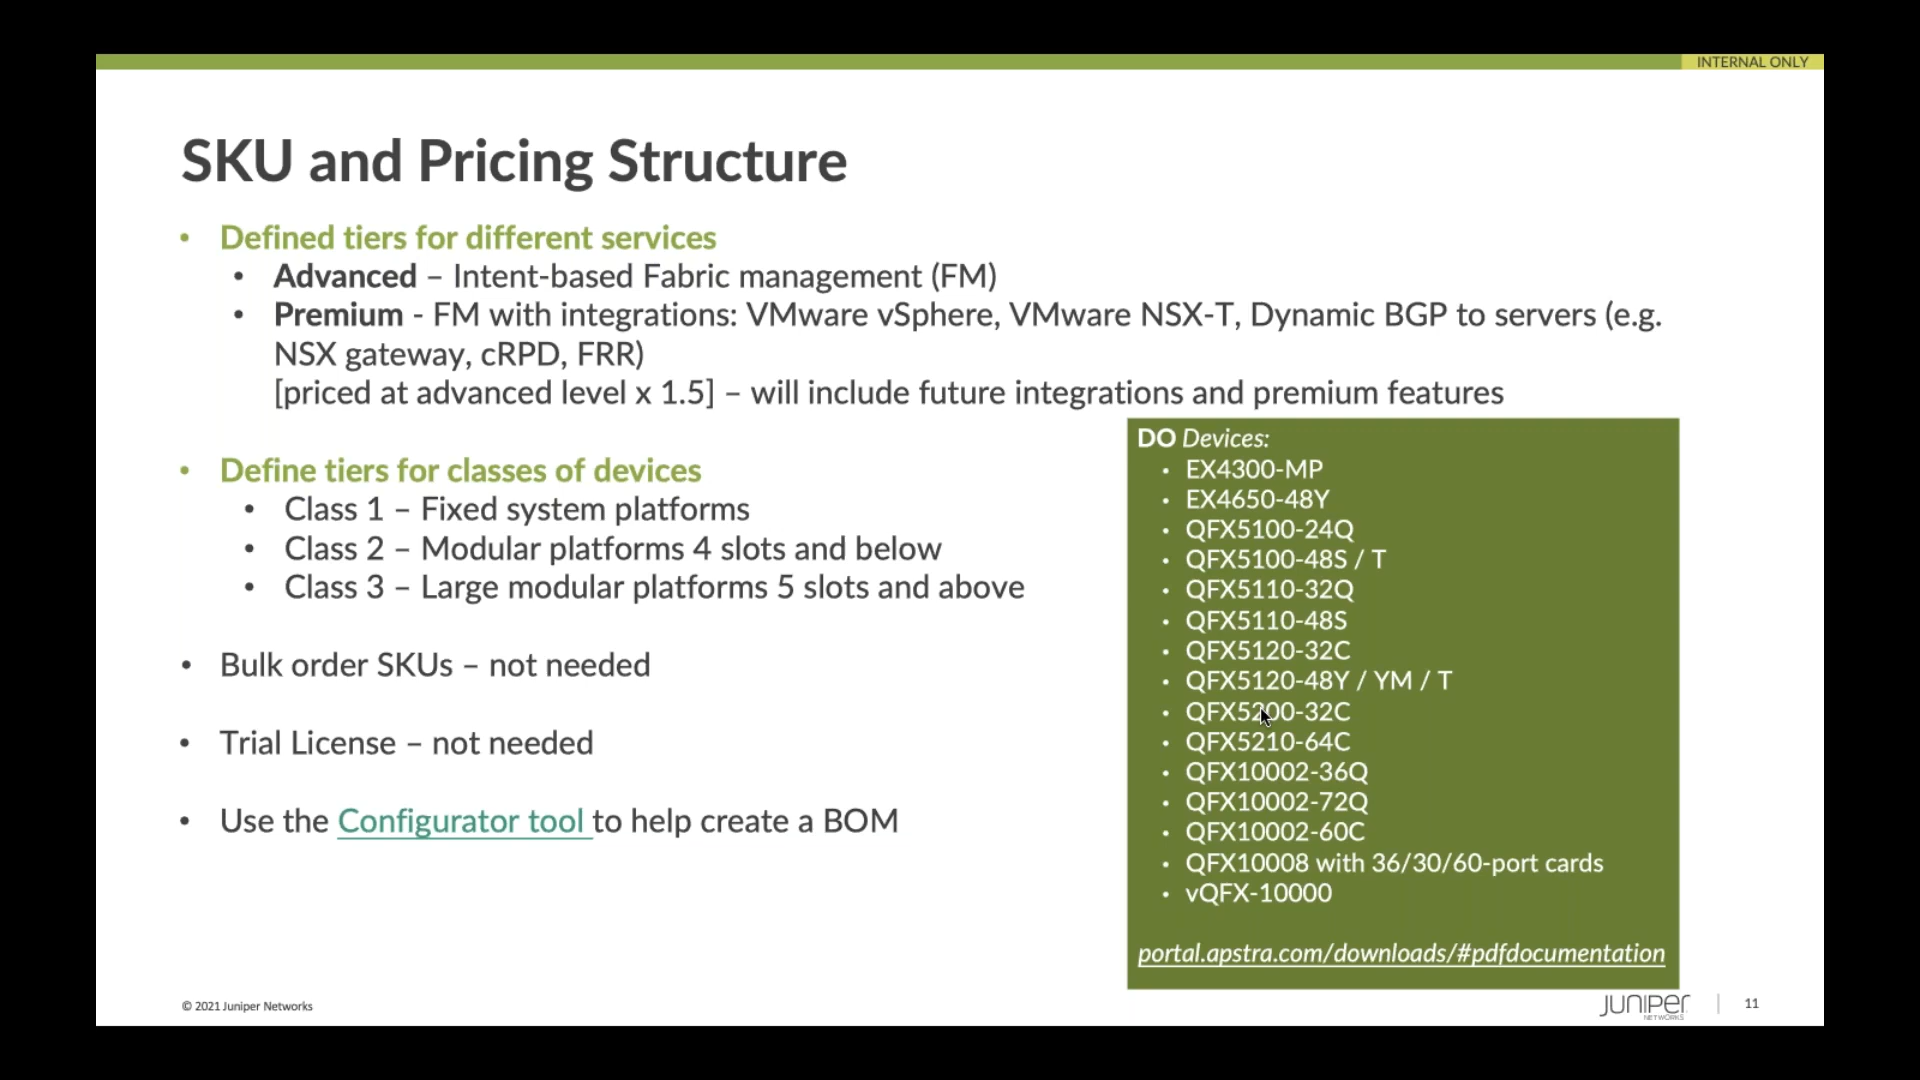 INTERNAL ONLY
SKU and Pricing Structure
• Defined tiers for different services
• Advanced – Intent-based Fabric management (FM)
• Premium - FM with integrations: VMware vSphere, VMware NSX-T, Dynamic BGP to servers (e.g.
NSX gateway, cRPD, FRR)
[priced at advanced level x 1.5] – will include future integrations and premium features
• Define tiers for classes of devices
• Class 1 – Fixed system platforms
• Class 2 – Modular platforms 4 slots and below
• Class 3 – Large modular platforms 5 slots and above
• Bulk order SKUs – not needed
• Trial License – not needed
• Use the Configurator tool to help create a BOM
DO Devices:
• EX4300-MP
• EX4650-48Y
• QFX5100-24Q
• QFX5100-48S / T
• QFX5110-32Q
• QFX5110-48S
• QFX5120-32C
• QFX5120-48Y / YM / T
• QFX5200-32C
• QFX5210-64C
• QFX10002-36Q
• QFX10002-72Q
• QFX10002-60C
• QFX10008 with 36/30/60-port cards
• vQFX-10000
portal.apstra.com/downloads/#pdfdocumentation
© 2021 Juniper Networks
JUNIPER
NETWORKS
11